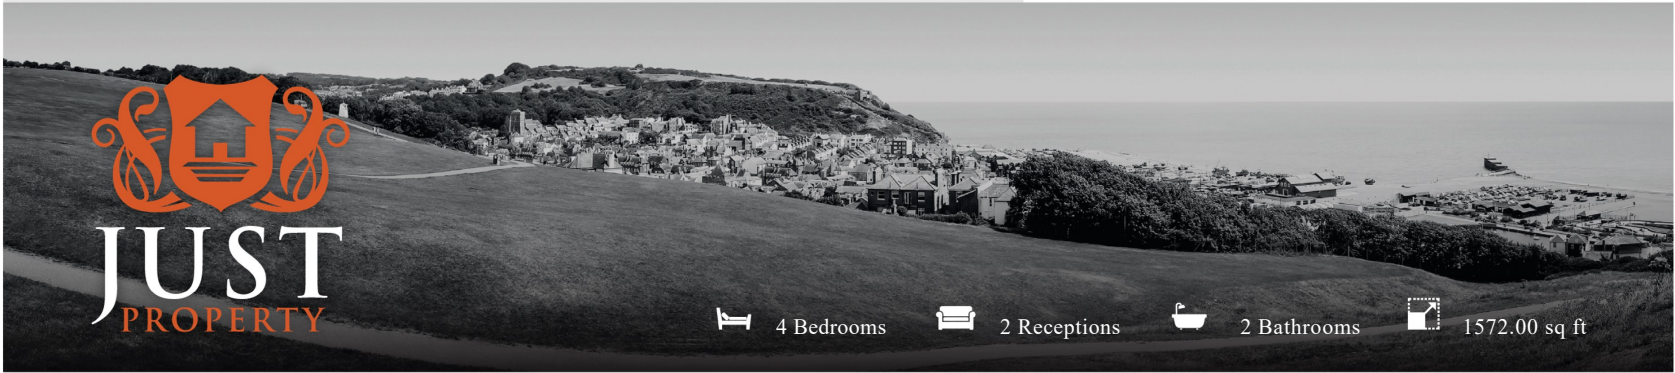 JUST
PROPERTY
4 Bedrooms 2 Receptions 2 Bathrooms 1572.00 sq ft